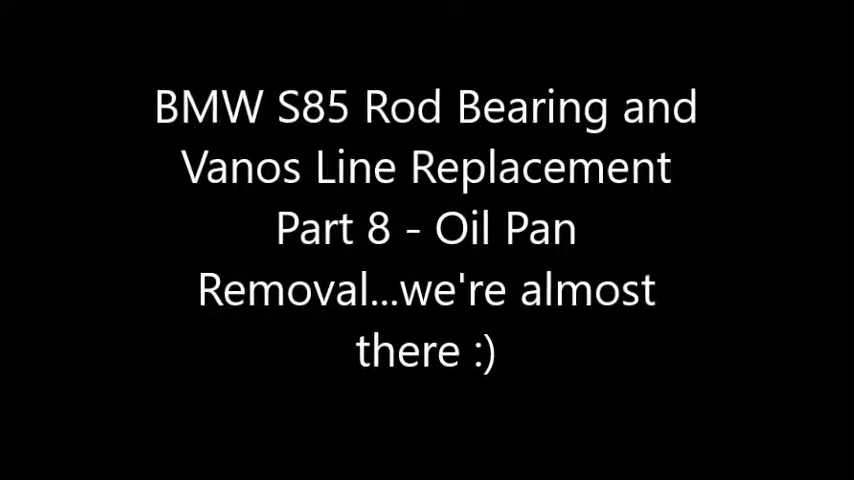 BMW S85 Rod Bearing and
Vanos Line Replacement
Part 8 - Oil Pan
Removal...we're almost
there :)